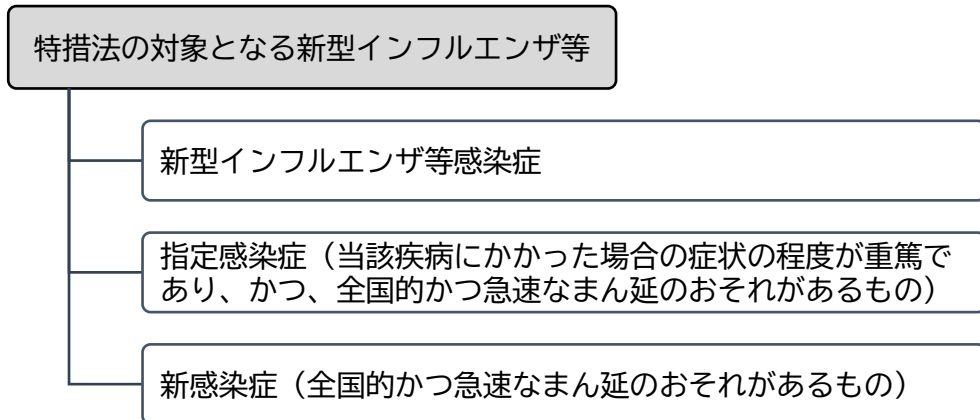 特措法の対象となる新型インフルエンザ等
新型インフルエンザ等感染症
指定感染症（当該疾病にかかった場合の症状の程度が重篤で
あり、かつ、全国的かつ急速なまん延のおそれがあるもの）
新感染症（全国的かつ急速なまん延のおそれがあるもの）